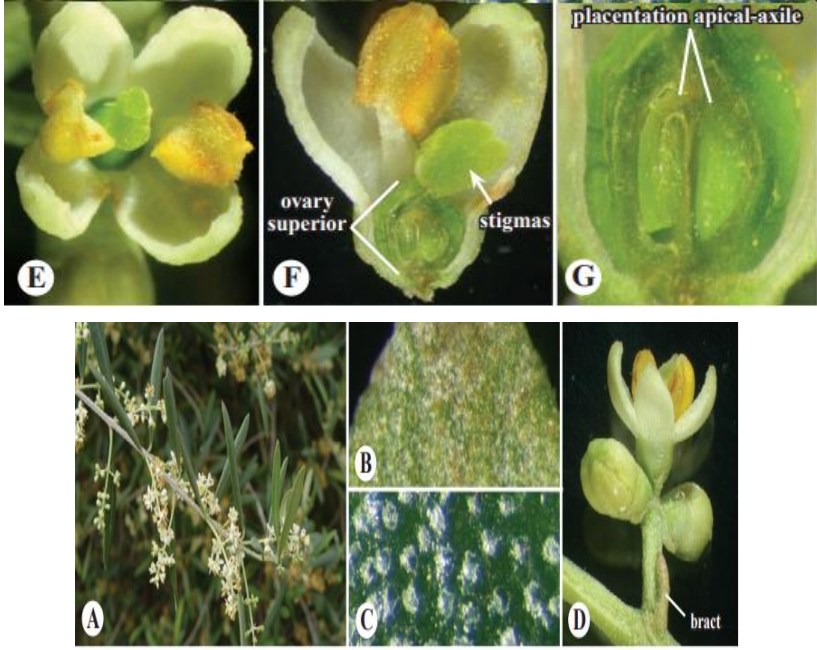 placentation apical-axile
ovary
superior
stigmas
E
F
G
B
A
C
D
bract